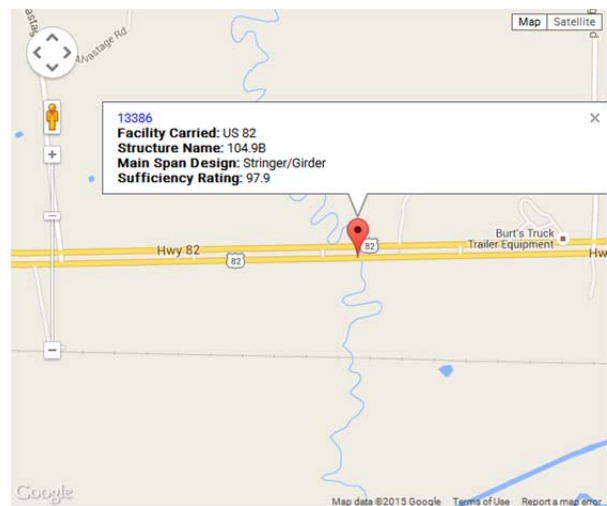 Map Satellite
Alvastage Rd
13386
Facility Carried: US 82
Structure Name: 104.9B
Main Span Design: Stringer/Girder
Sufficiency Rating: 97.9
×
Burt's Truck
Trailer Equipment
Hwy 82
82
82
Hw
Google
Map data ©2015 Google Terms of Use Report a map error